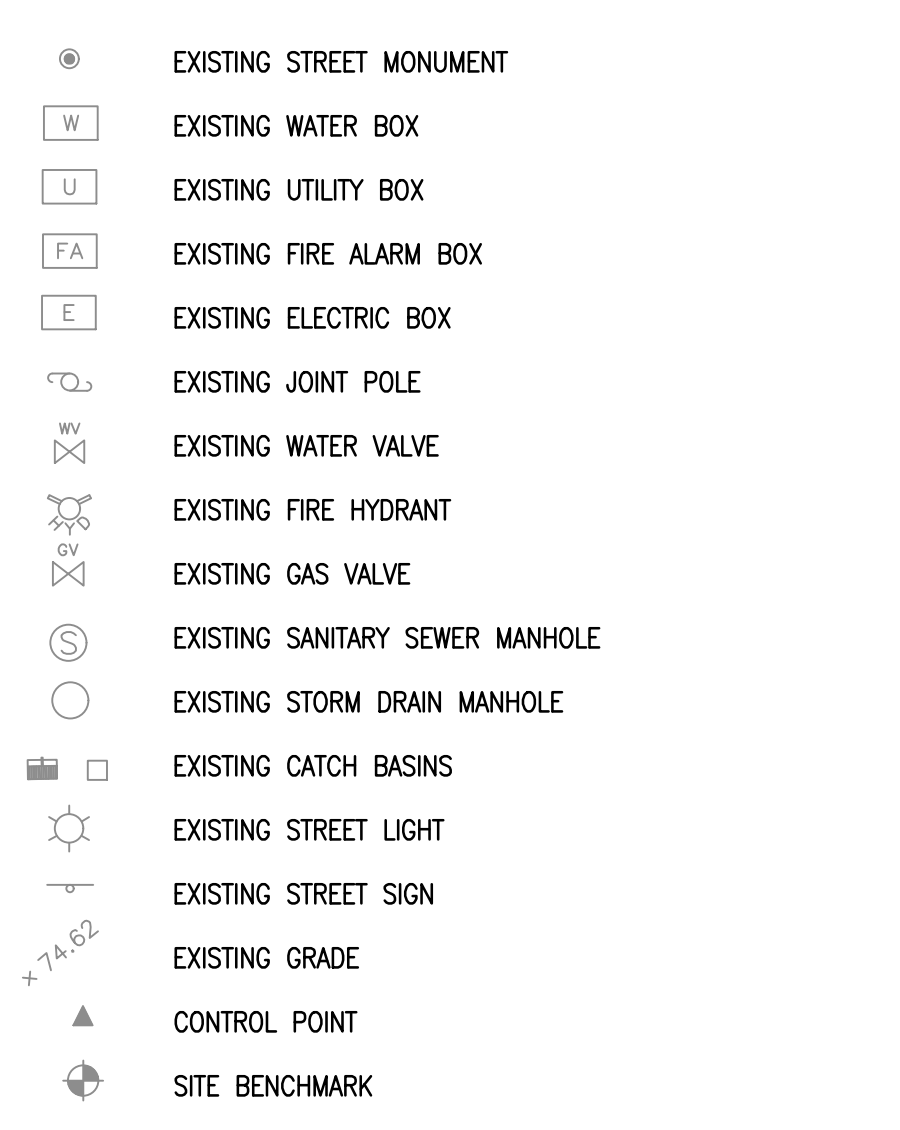 EXISTING STREET MONUMENT
W EXISTING WATER BOX
U EXISTING UTILITY BOX
FA EXISTING FIRE ALARM BOX
E EXISTING ELECTRIC BOX
EXISTING JOINT POLE
WV
EXISTING WATER VALVE
EXISTING FIRE HYDRANT
HYD
GV
EXISTING GAS VALVE
S EXISTING SANITARY SEWER MANHOLE
EXISTING STORM DRAIN MANHOLE
EXISTING CATCH BASINS
EXISTING STREET LIGHT
EXISTING STREET SIGN
+ 74.62 EXISTING GRADE
CONTROL POINT
SITE BENCHMARK